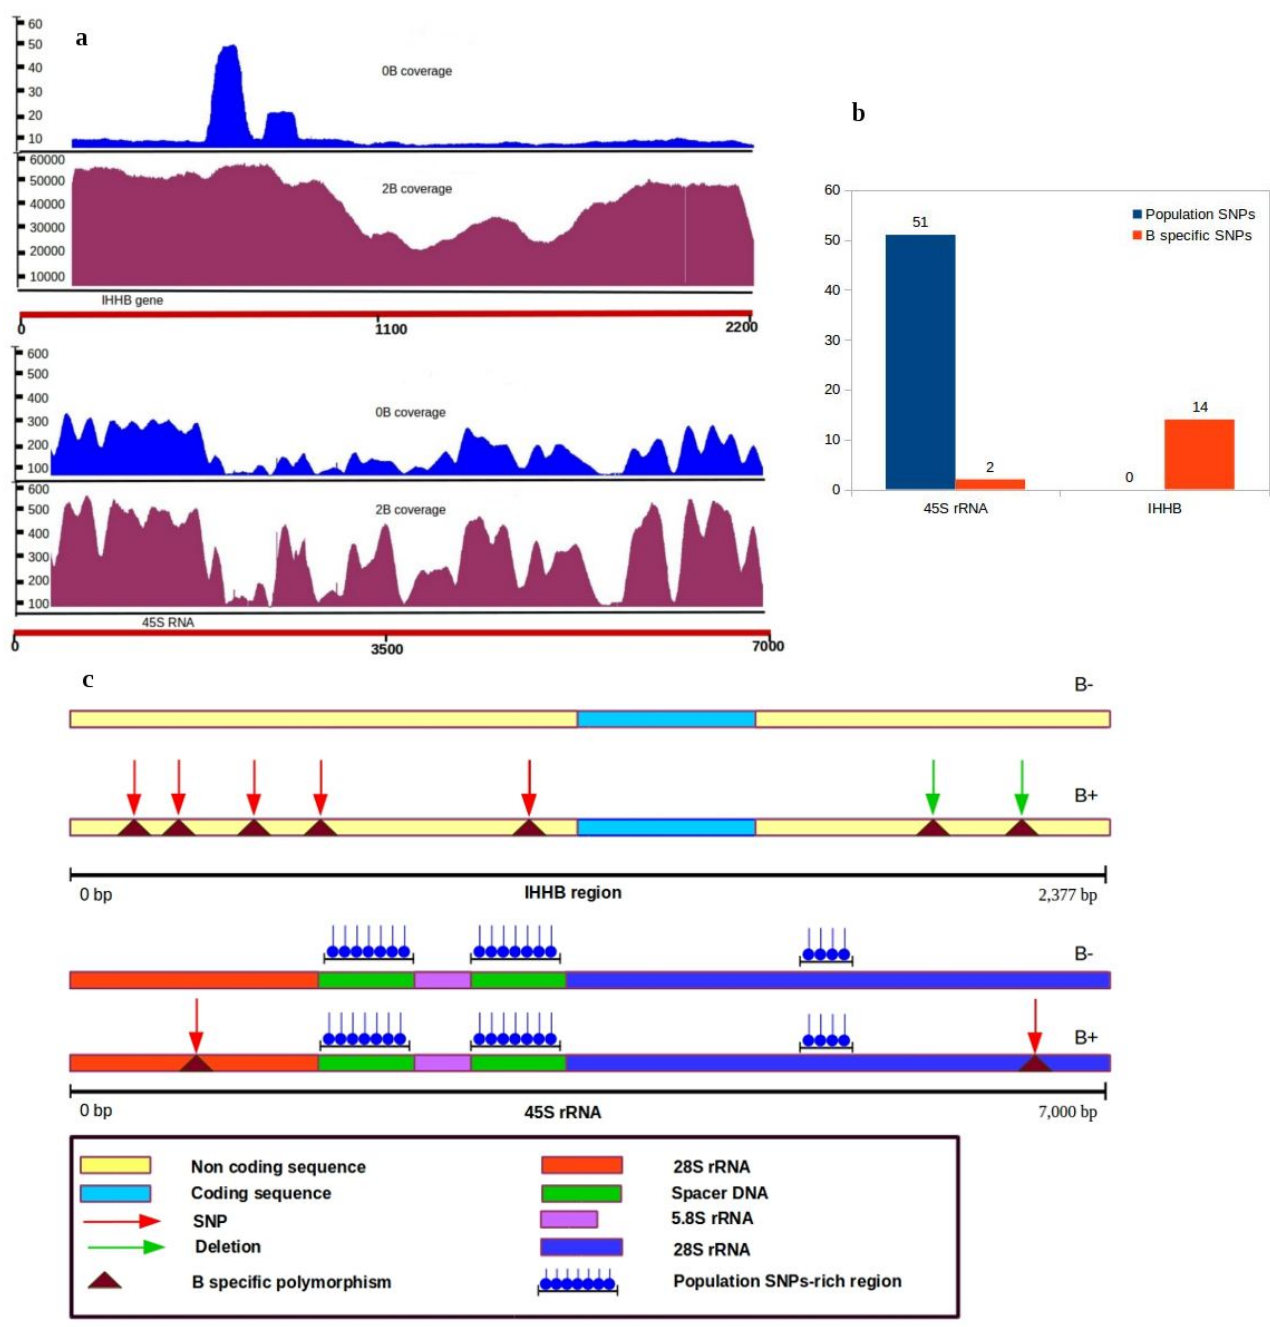 a
60
50
40
30
20
10
0B coverage
60000
50000
40000
30000
20000
10000
2B coverage
IHHB gene
0 1100 2200
600
500
400
300
200
100
0B coverage
600
500
400
300
200
100
2B coverage
45S RNA
0 3500 7000
b
60
50
40
30
20
10
0
51
2
0
14
Population SNPs
B specific SNPs
45S rRNA IHHB
c
B-
B+
0 bp IHHB region 2,377 bp
B-
B+
0 bp 45S rRNA 7,000 bp
Non coding sequence
Coding sequence
SNP
Deletion
B specific polymorphism
28S rRNA
Spacer DNA
5.8S rRNA
28S rRNA
Population SNPs-rich region